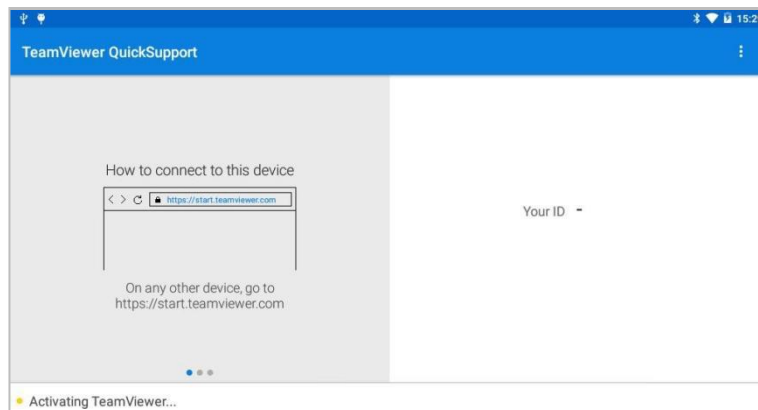 15:29
TeamViewer QuickSupport
How to connect to this device
https://start.teamviewer.com
On any other device, go to
https://start.teamviewer.com
Your ID -
Activating TeamViewer...